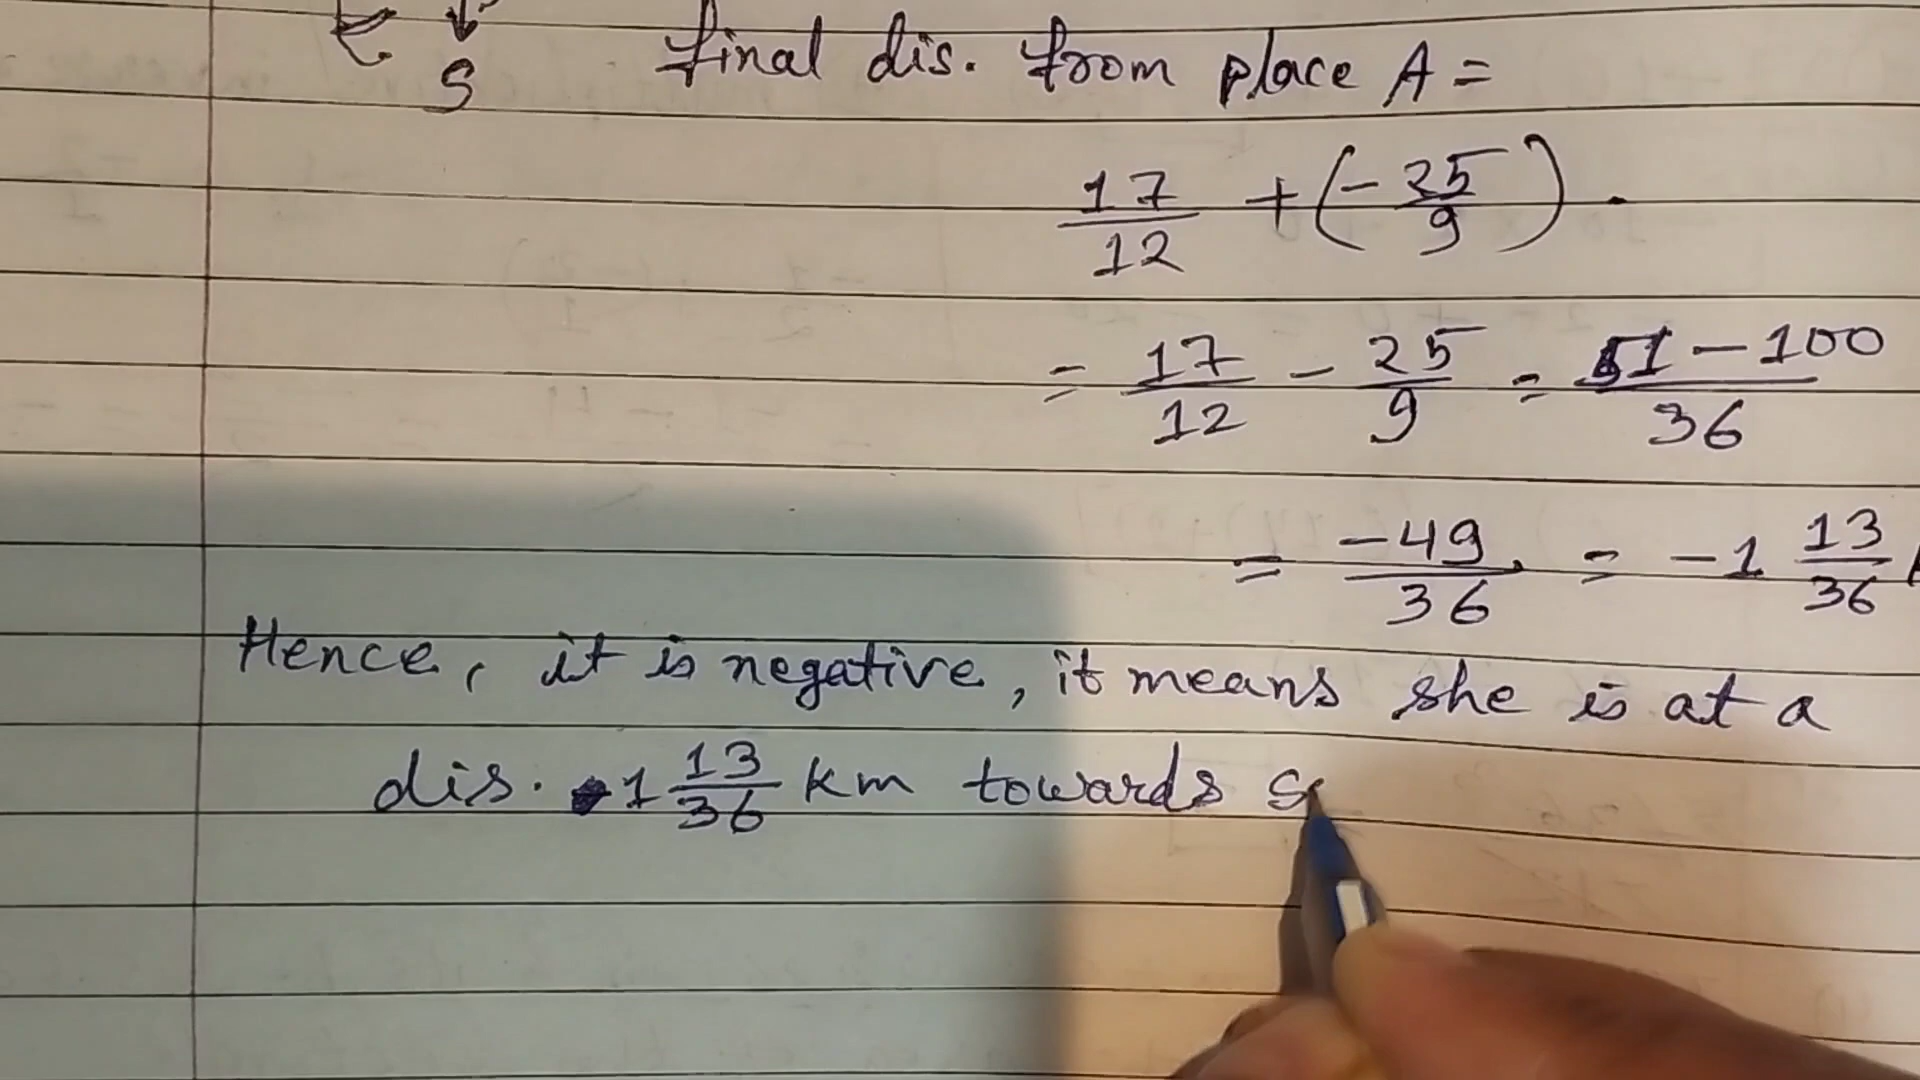 S final dis. from place A =
17/12 + (-25/9).
= 17/12 - 25/9 = 51-100/36
= -49/36 = -1 13/36
Hence, it is negative, it means she is at a
dis. 1 13/36 km towards